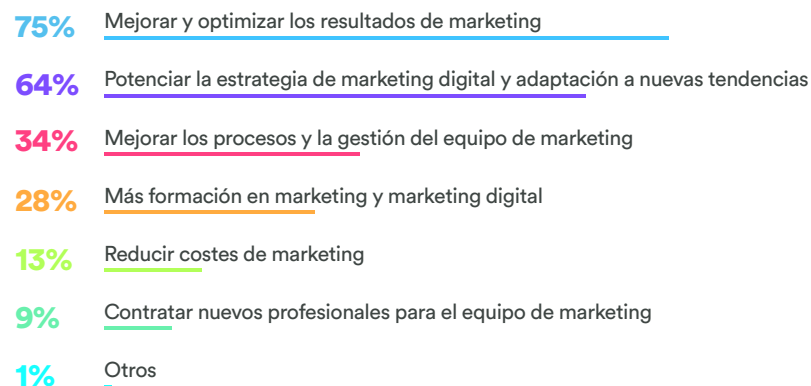 75% Mejorar y optimizar los resultados de marketing
64% Potenciar la estrategia de marketing digital y adaptación a nuevas tendencias
34% Mejorar los procesos y la gestión del equipo de marketing
28% Más formación en marketing y marketing digital
13% Reducir costes de marketing
9% Contratar nuevos profesionales para el equipo de marketing
1% Otros